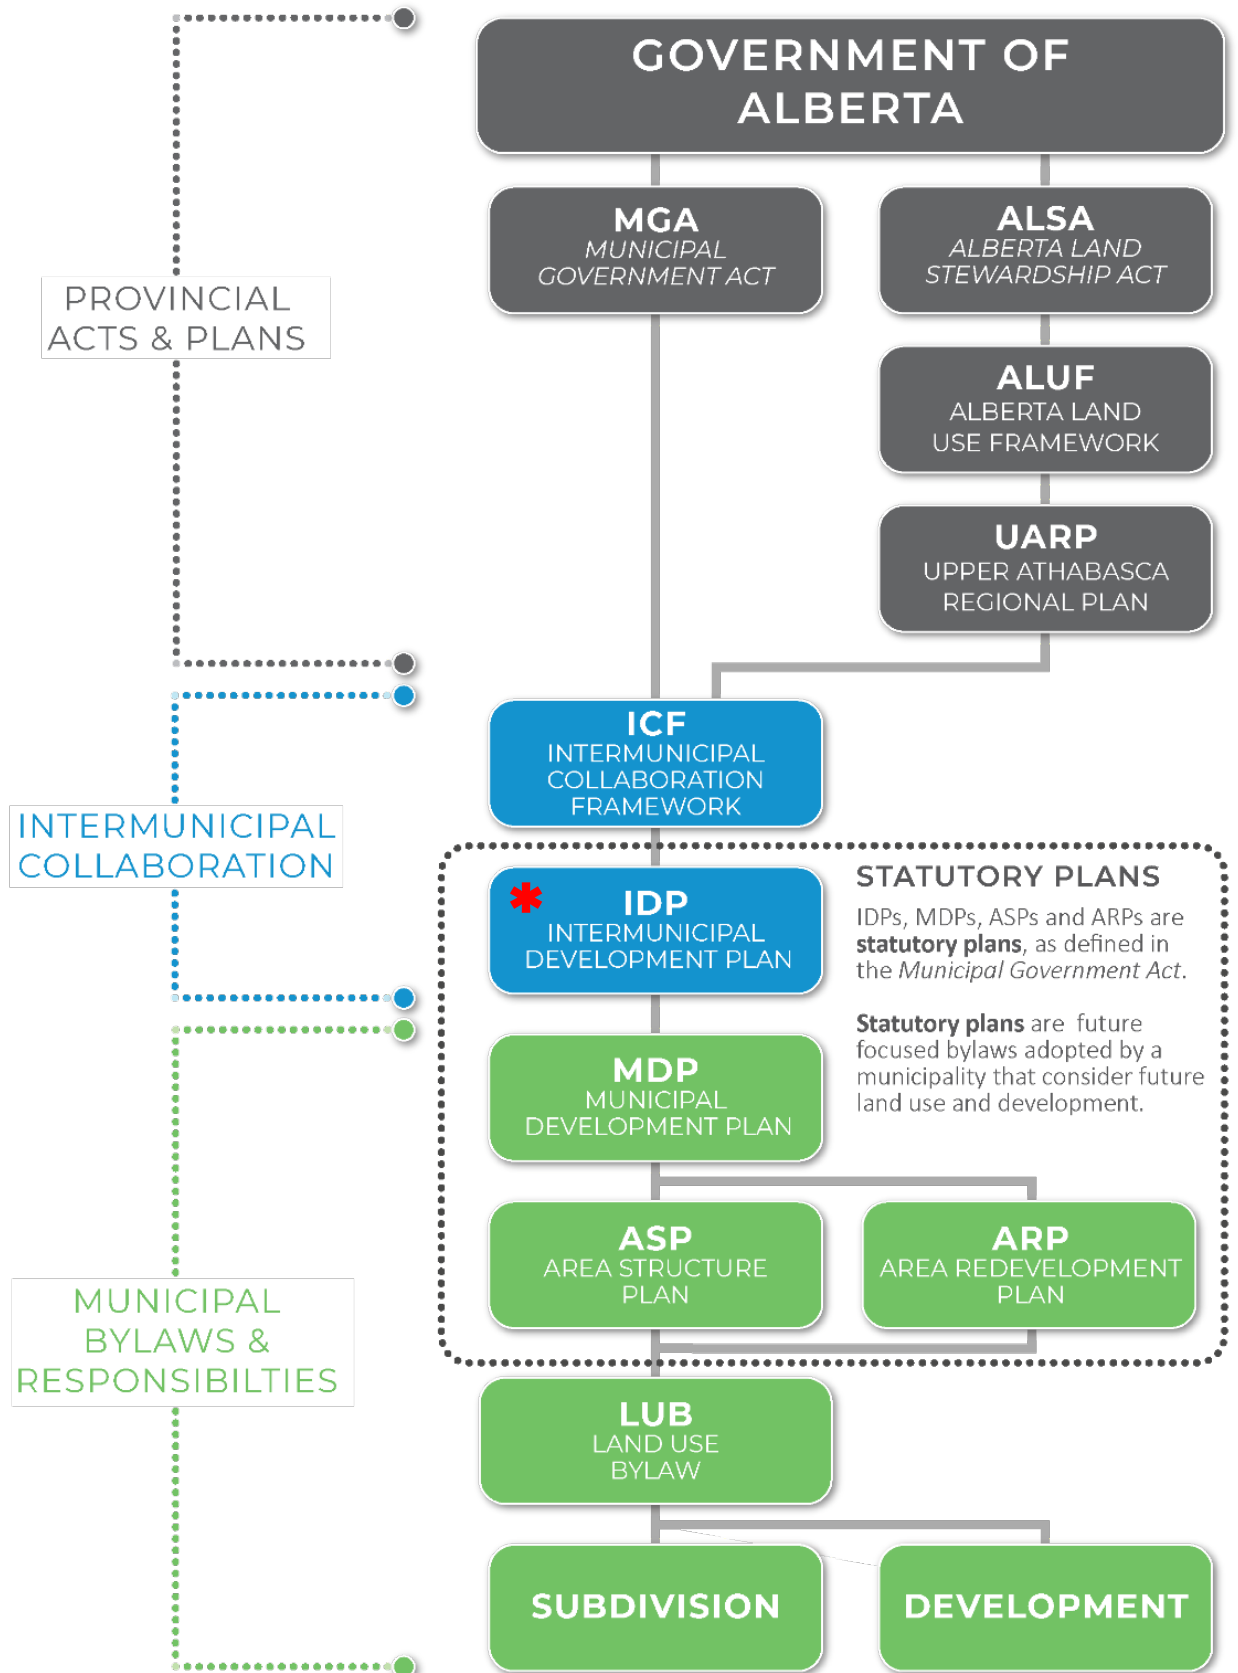 GOVERNMENT OF
ALBERTA
MGA
MUNICIPAL
GOVERNMENT ACT
ALSA
ALBERTA LAND
STEWARDSHIP ACT
PROVINCIAL
ACTS & PLANS
ALUF
ALBERTA LAND
USE FRAMEWORK
UARP
UPPER ATHABASCA
REGIONAL PLAN
ICF
INTERMUNICIPAL
COLLABORATION
FRAMEWORK
INTERMUNICIPAL
COLLABORATION
*
IDP
INTERMUNICIPAL
DEVELOPMENT PLAN
STATUTORY PLANS
IDPs, MDPs, ASPs and ARPs are
statutory plans, as defined in
the Municipal Government Act.
Statutory plans are future
focused bylaws adopted by a
municipality that consider future
land use and development.
MDP
MUNICIPAL
DEVELOPMENT PLAN
ASP
AREA STRUCTURE
PLAN
ARP
AREA REDEVELOPMENT
PLAN
MUNICIPAL
BYLAWS &
RESPONSIBILTIES
LUB
LAND USE
BYLAW
SUBDIVISION
DEVELOPMENT